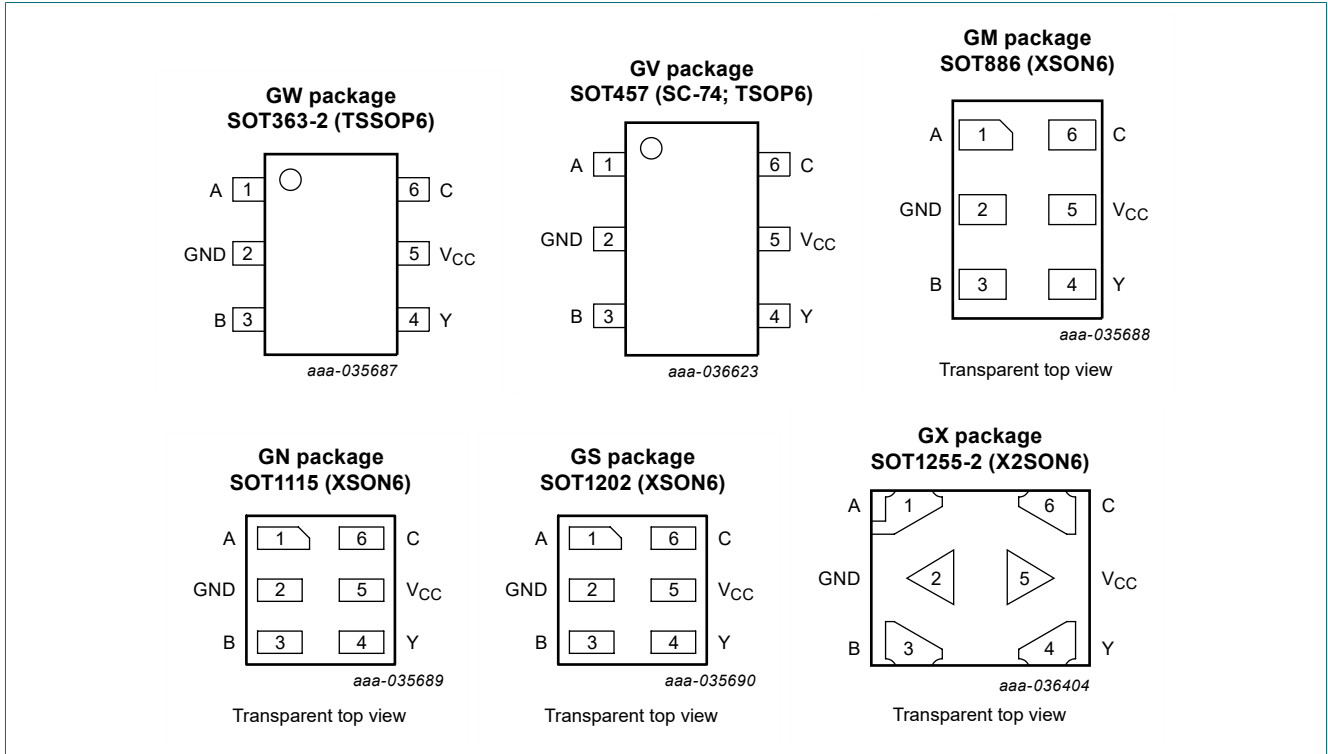 GW package
SOT363-2 (TSSOP6)
A 1 6 C
GND 2 5 VCC
B 3 4 Y
aaa-035687
GV package
SOT457 (SC-74; TSOP6)
A 1 6 C
GND 2 5 VCC
B 3 4 Y
aaa-036623
GM package
SOT886 (XSON6)
A 1 6 C
GND 2 5 VCC
B 3 4 Y
aaa-035688
Transparent top view
GN package
SOT1115 (XSON6)
A 1 6 C
GND 2 5 VCC
B 3 4 Y
aaa-035689
Transparent top view
GS package
SOT1202 (XSON6)
A 1 6 C
GND 2 5 VCC
B 3 4 Y
aaa-035690
Transparent top view
GX package
SOT1255-2 (X2SON6)
A 1 6 C
GND 2 5 VCC
B 3 4 Y
aaa-036404
Transparent top view